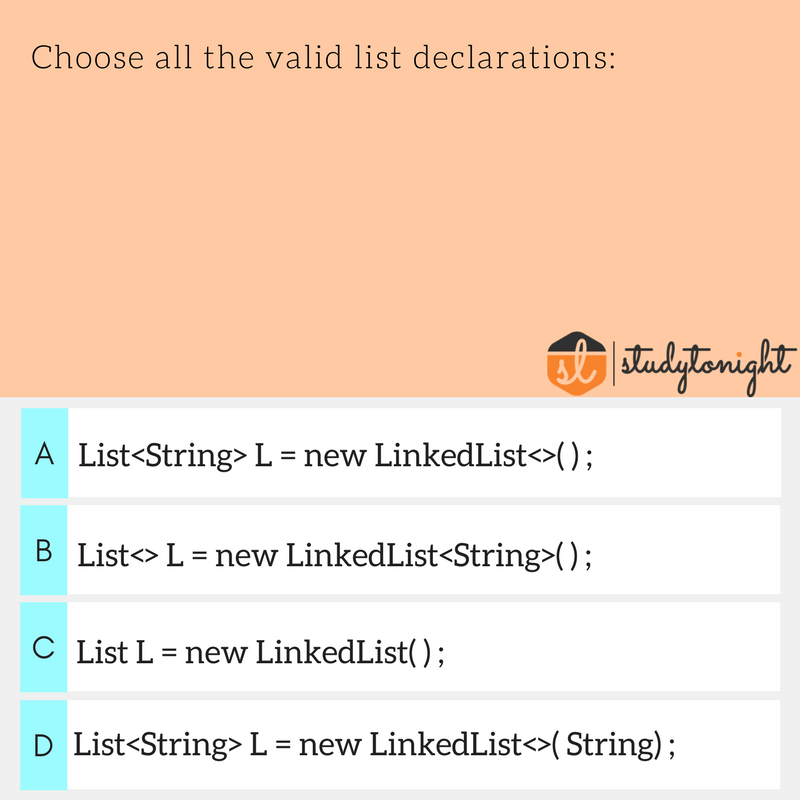 Choose all the valid list declarations:
sl | studytonight
A List<String> L = new LinkedList<>( ) ;
B List<> L = new LinkedList<String>( ) ;
C List L = new LinkedList( ) ;
D List<String> L = new LinkedList<>( String) ;